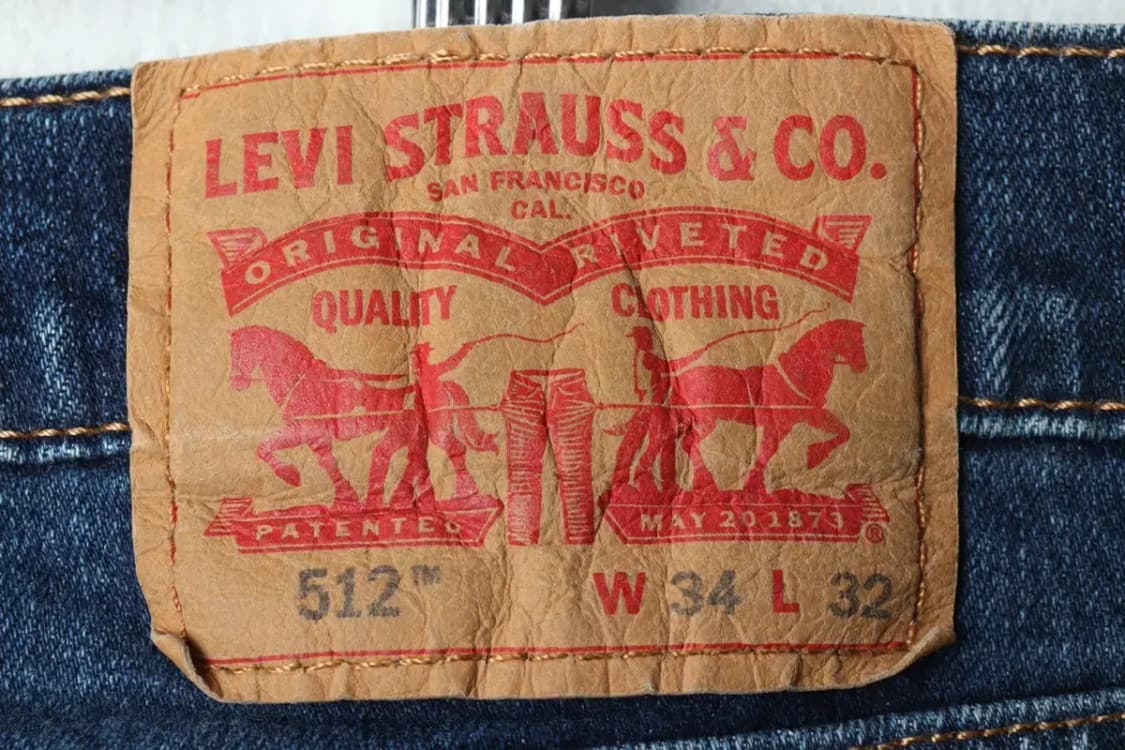 LEVI STRAUSS & CO.
SAN FRANCISCO
CAL.
ORIGINAL RIVETED
QUALITY CLOTHING
PATENTED MAY 20 1873 ®
512™ W 34 L 32